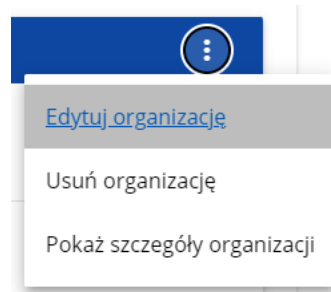 Edytuj organizację
Usuń organizację
Pokaż szczegóły organizacji